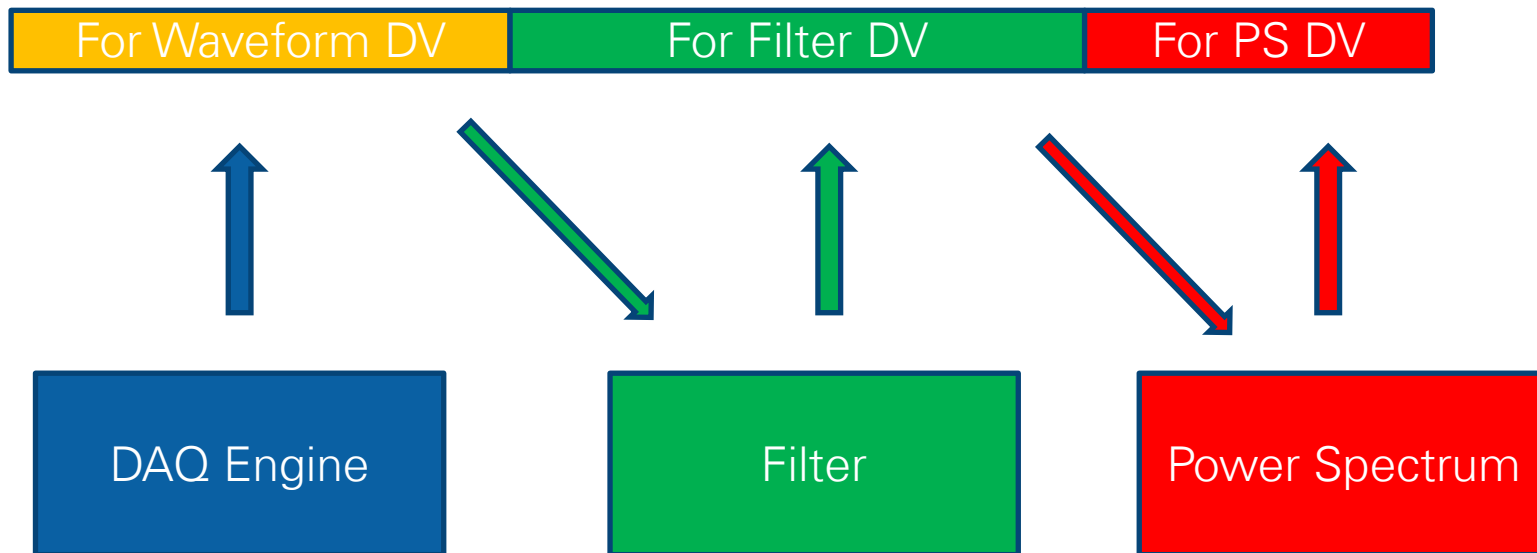 For Waveform DV
For Filter DV
For PS DV
DAQ Engine
Filter
Power Spectrum